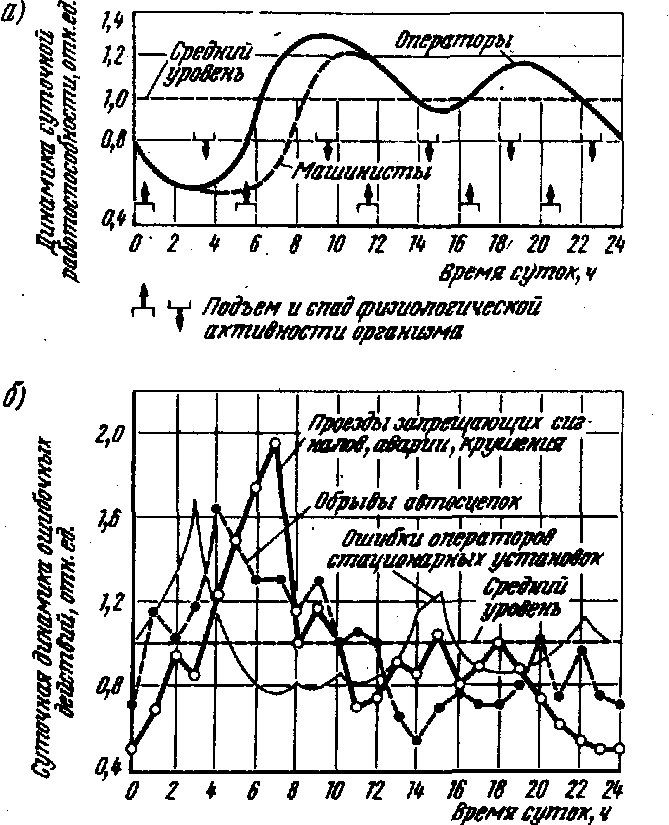 а)
Динамика суточной
работоспособности, отн. ед.
1,4
1,2
1,0
0,8
0,4
Средний
уровень
Операторы
Машинисты
0 2 4 6 8 10 12 14 16 18 20 22 24
Время суток, ч
Подъем и спад физиологической
активности организма
б)
Суточная динамика ошибочных
действий, отн. ед.
2,0
1,6
1,2
0,8
0,4
Проезды запрещающих сиг-
налов, аварии, крушения
Обрывы автосцепок
Ошибки операторов
стационарных установок
Средний
уровень
0 2 4 6 8 10 12 14 16 18 20 22 24
Время суток, ч